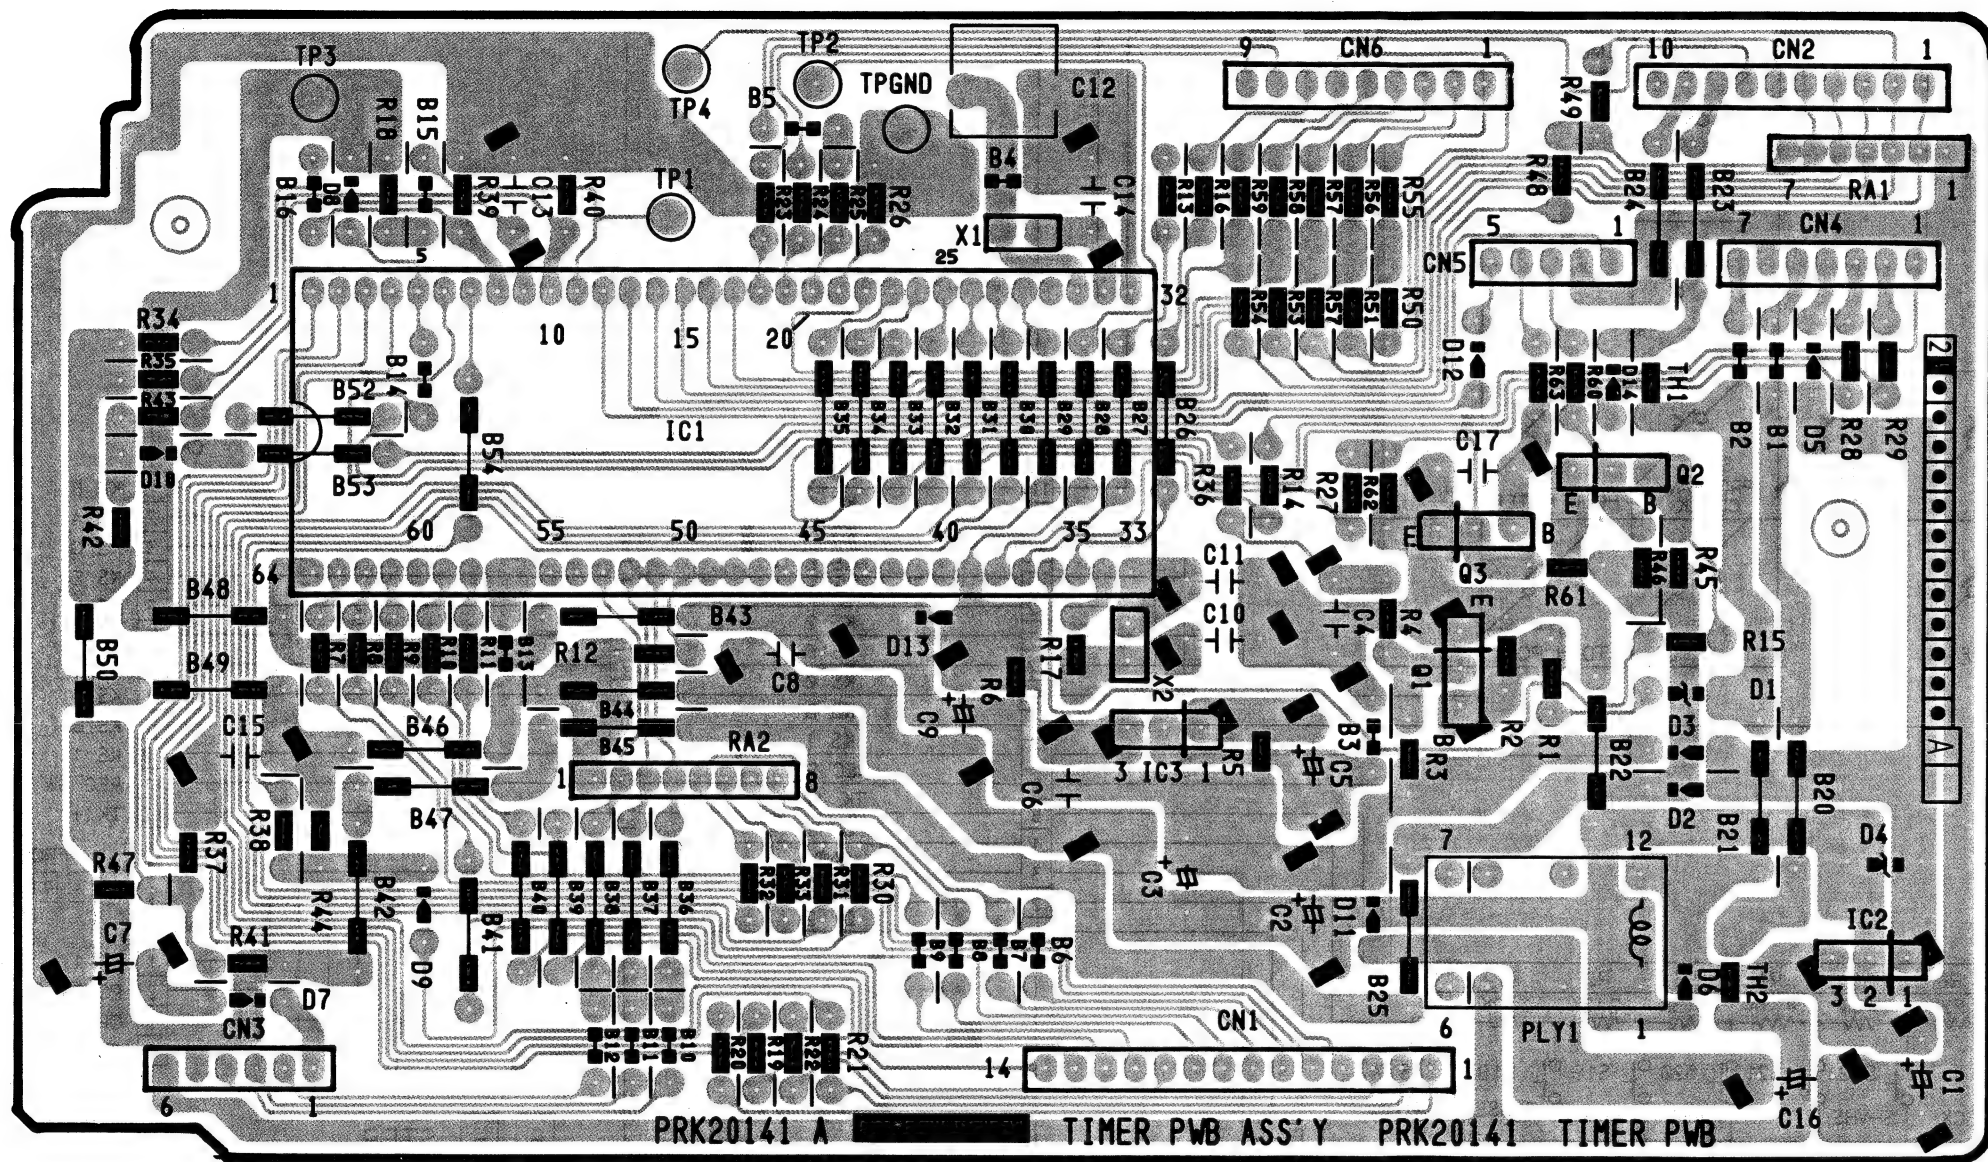 TP3
TP4
TP2
TPGND
C12
9 CN6 1
10 CN2 1
R18
B15
B5
R49
B16
D8
R39
C13
R40
TP1
R23
R24
R25
R26
B4
C14
R13
R16
R59
R58
R57
R56
R55
R48
B24
B23
7 RA1 1
X1
5
25
5 1
CN5
7 CN4 1
1
32
10
15
20
R54
R53
R57
R51
R50
R34
R35
R43
B14
B52
D12
R63
R60
D14
TH1
21
B54
IC1
B35
B34
B33
B32
B31
B30
B29
B28
B27
B26
B2
B1
D5
R28
R29
D10
B53
R36
R14
R27
R62
C17
Q2
E B
R42
60
55
50
45
40
35
33
E B
Q3
R46
R45
64
C11
R61
B48
B43
D13
C10
C4
R4
E
B50
B49
R7
R8
R9
R10
R11
B13
R12
C8
R6
R17
X2
Q1
R15
D1
C15
B46
B44
B45
RA2
C9
3 IC3 1
R5
B3
C5
R3
R2
R1
B22
D3
A
1
8
C6
B47
R38
R37
D2
B21
B20
D4
R47
R44
B42
D9
B41
B40
B39
B38
B37
B36
R32
R33
R31
R30
C3
C2
D11
7 12
IC2
C7
R41
B9
B8
B7
B6
B25
D6
TH2
3 2 1
D7
CN3
B12
B11
B10
R20
R19
R22
R21
CN1
6 PLY1 1
14
1
6 1
C16
C1
PRK20141 A TIMER PWB ASS'Y PRK20141 TIMER PWB